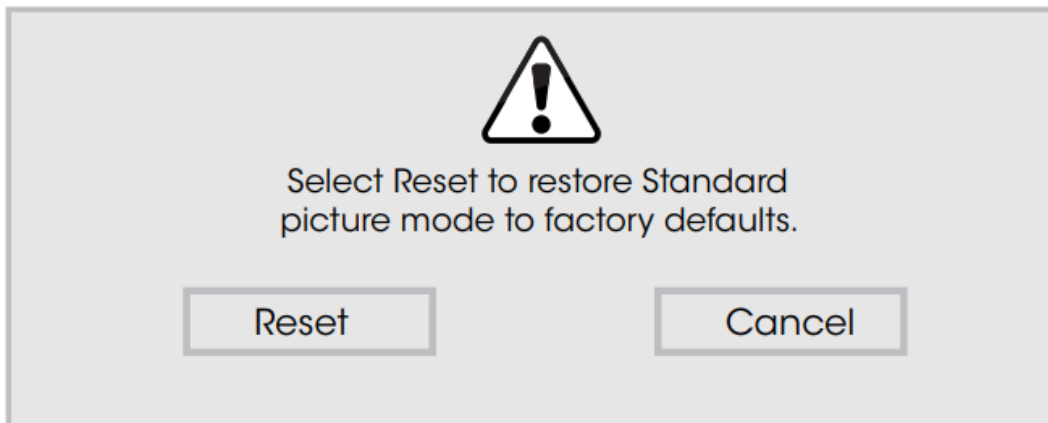 Select Reset to restore Standard
picture mode to factory defaults.
Reset Cancel